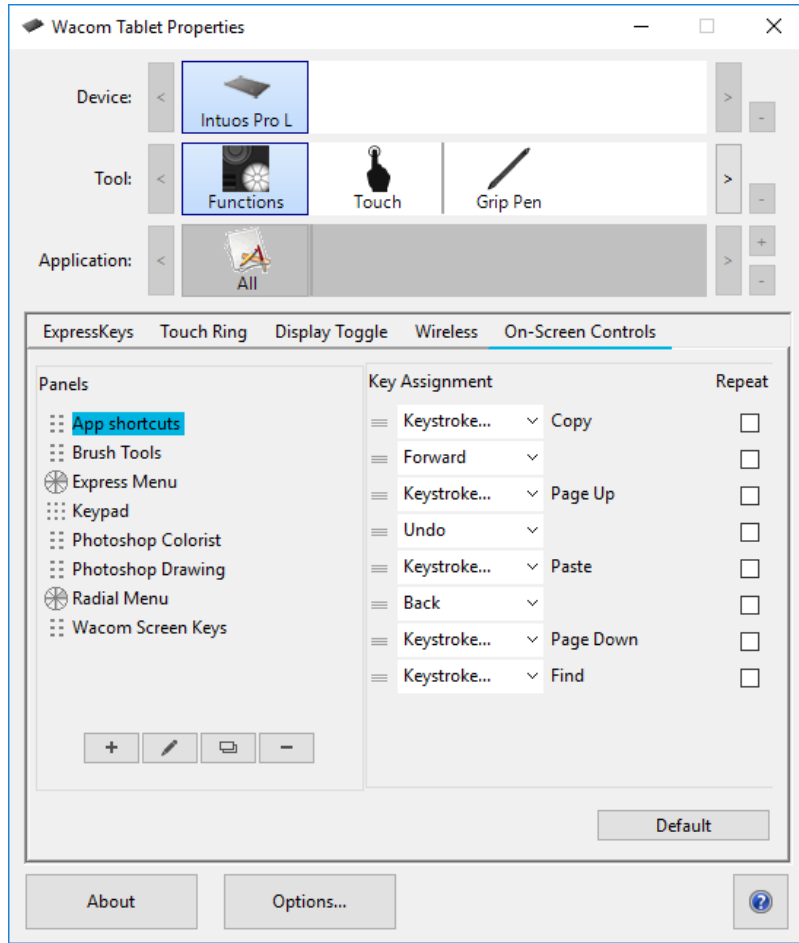 Wacom Tablet Properties
Device:
Intuos Pro L
Tool:
Functions
Touch
Grip Pen
Application:
All
ExpressKeys Touch Ring Display Toggle Wireless On-Screen Controls
Panels
App shortcuts
Brush Tools
Express Menu
Keypad
Photoshop Colorist
Photoshop Drawing
Radial Menu
Wacom Screen Keys
Key Assignment Repeat
Keystroke... Copy
Forward
Keystroke... Page Up
Undo
Keystroke... Paste
Back
Keystroke... Page Down
Keystroke... Find
Default
About
Options...